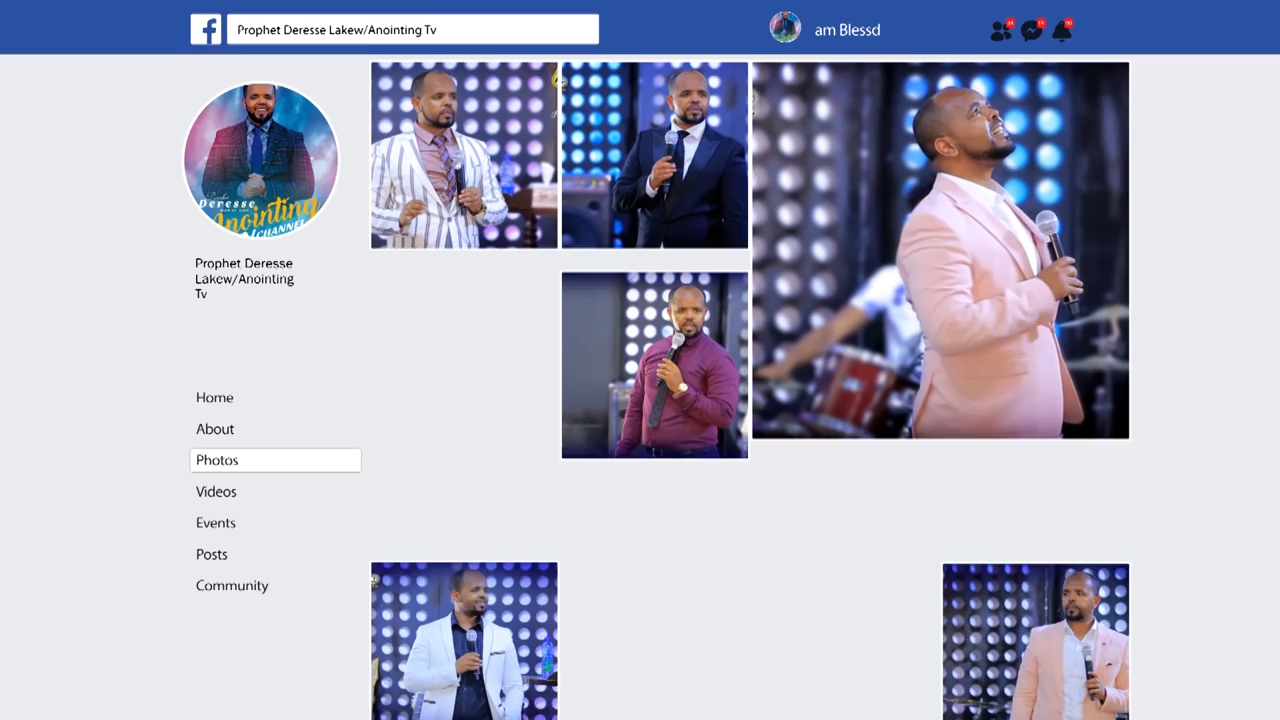 Prophet Deresse Lakew/Anointing Tv
am Blessd
Deresse
Anointing
CHANNEL
Prophet Deresse
Lakew/Anointing
Tv
Home
About
Photos
Videos
Events
Posts
Community